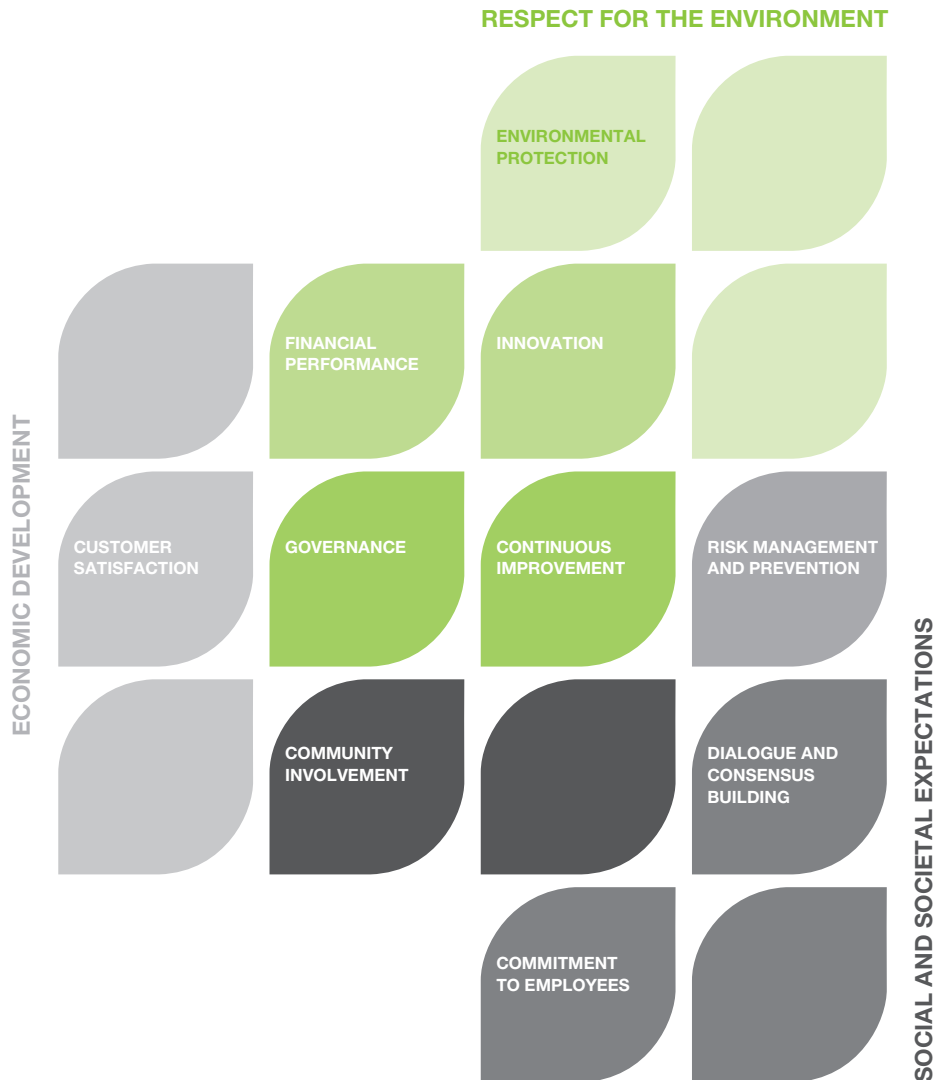 RESPECT FOR THE ENVIRONMENT
ENVIRONMENTAL
PROTECTION
FINANCIAL
PERFORMANCE
INNOVATION
ECONOMIC DEVELOPMENT
CUSTOMER
SATISFACTION
GOVERNANCE
CONTINUOUS
IMPROVEMENT
RISK MANAGEMENT
AND PREVENTION
COMMUNITY
INVOLVEMENT
DIALOGUE AND
CONSENSUS
BUILDING
SOCIAL AND SOCIETAL EXPECTATIONS
COMMITMENT
TO EMPLOYEES